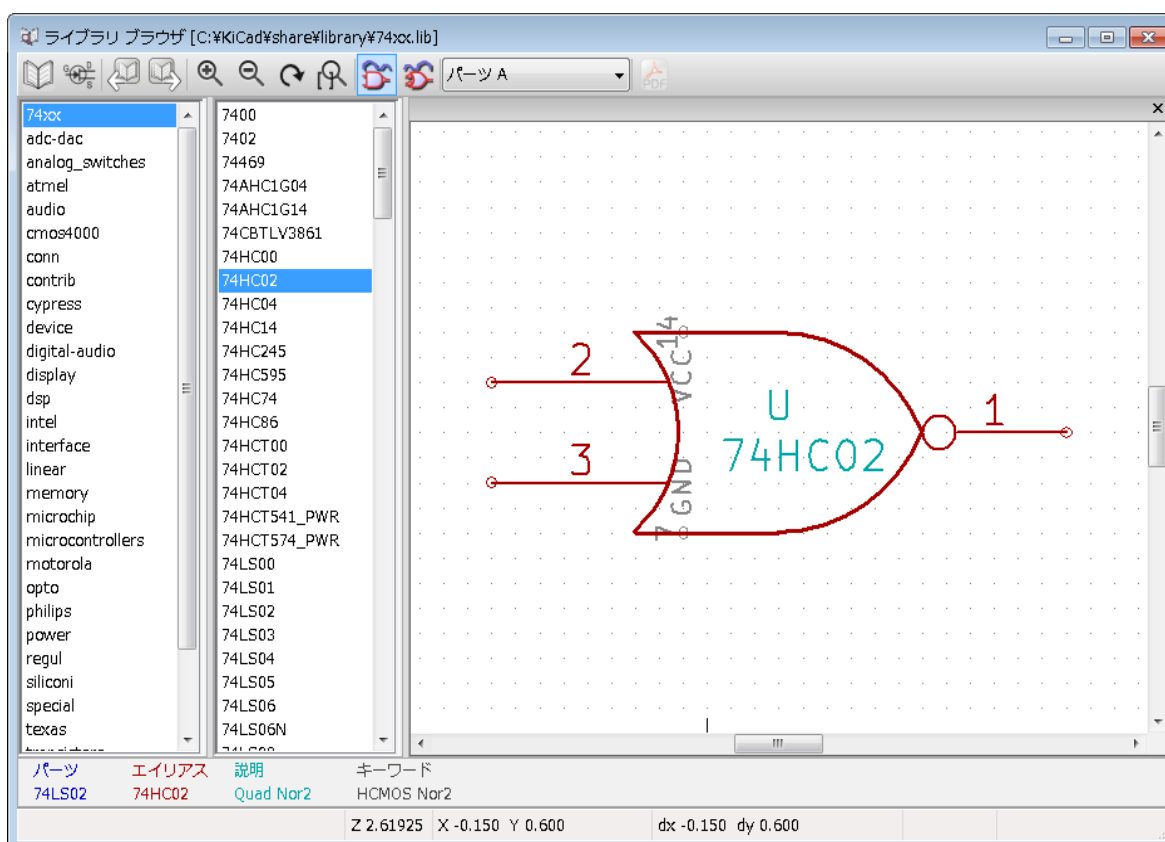 ライブラリ ブラウザ [C:¥KiCad¥share¥library¥74xx.lib]
パーツ A
PDF
74xx
adc-dac
analog_switches
atmel
audio
cmos4000
conn
contrib
cypress
device
digital-audio
display
dsp
intel
interface
linear
memory
microchip
microcontrollers
motorola
opto
philips
power
regul
siliconi
special
texas
7400
7402
74469
74AHC1G04
74AHC1G14
74CBTLV3861
74HC00
74HC02
74HC04
74HC14
74HC245
74HC595
74HC74
74HC86
74HCT00
74HCT02
74HCT04
74HCT541_PWR
74HCT574_PWR
74LS00
74LS01
74LS02
74LS03
74LS04
74LS05
74LS06
74LS06N
14
VCC
2
U
1
74HC02
3
GND
7
パーツ エイリアス 説明 キーワード
74LS02 74HC02 Quad Nor2 HCMOS Nor2
Z 2.61925 X -0.150 Y 0.600 dx -0.150 dy 0.600